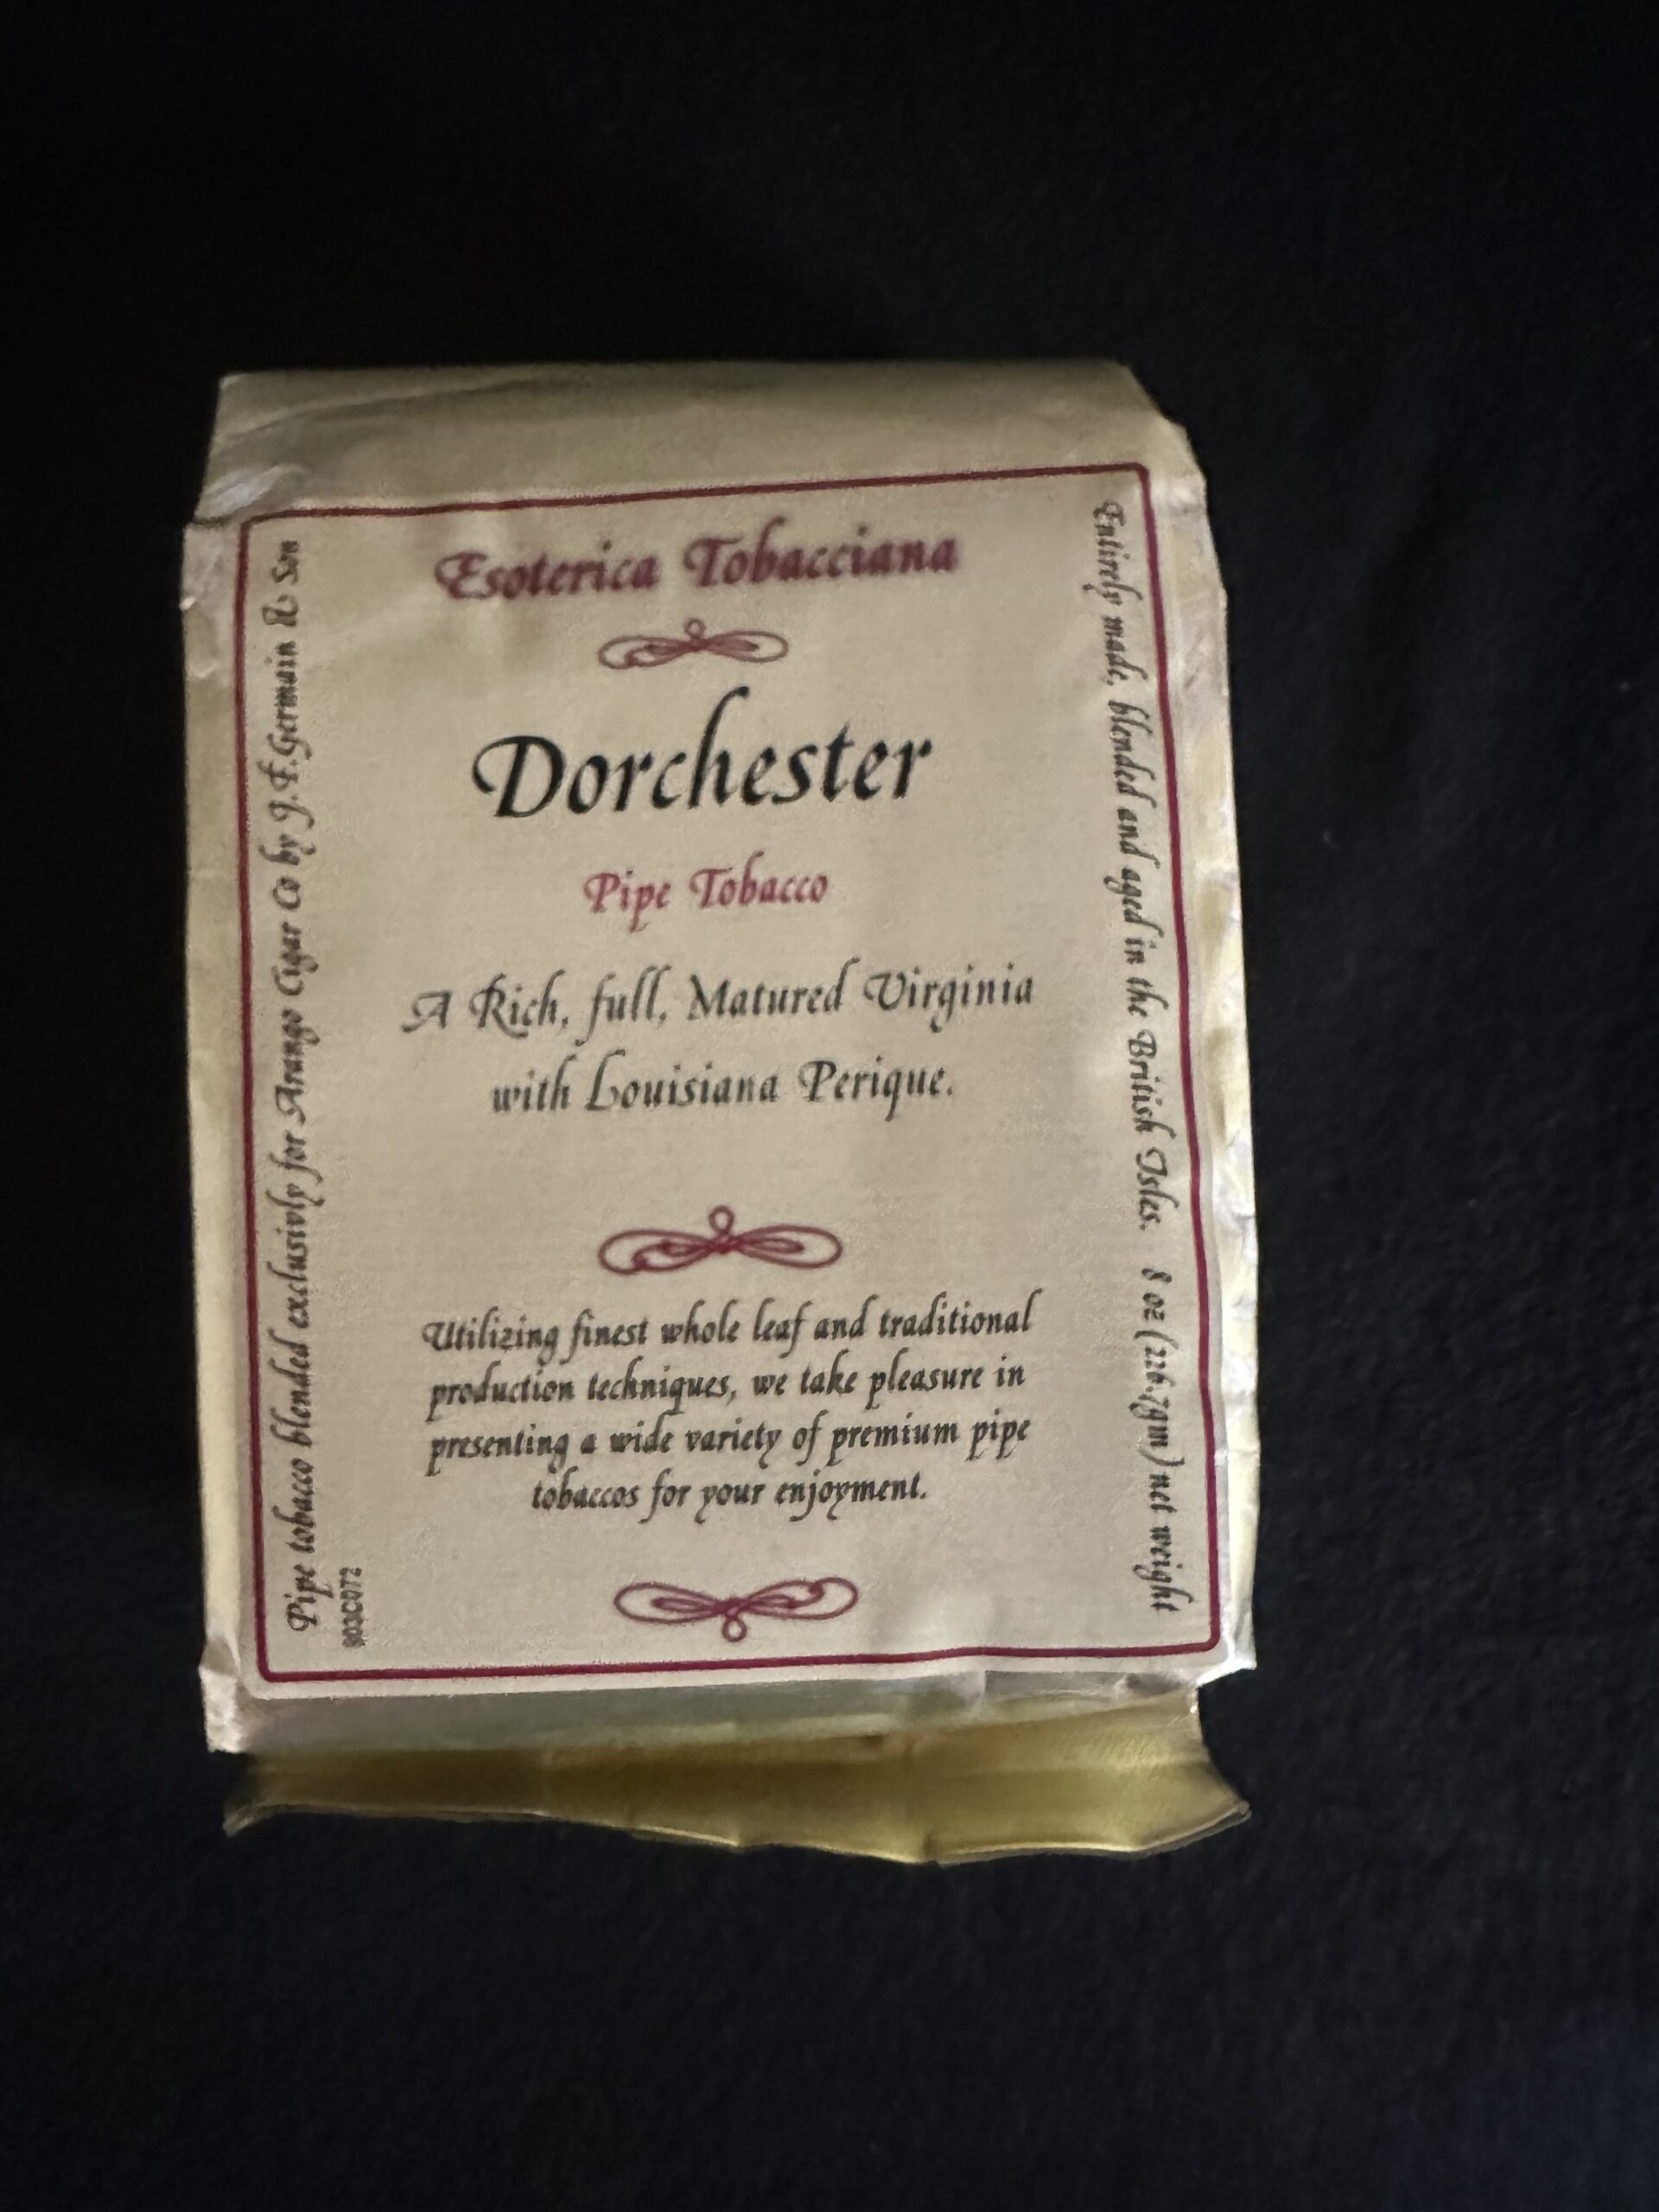 Esoterica Tobacciana
Dorchester
Pipe Tobacco
A Rich, full, Matured Virginia
with Louisiana Perique.
Utilizing finest whole leaf and traditional
production techniques, we take pleasure in
presenting a wide variety of premium pipe
tobaccos for your enjoyment.
Pipe tobacco blended exclusivly for Arango Cigar Co by J.F.Germain & Son
Entirely made, blended and aged in the British Isles. 8 oz (226.7gm) net weight